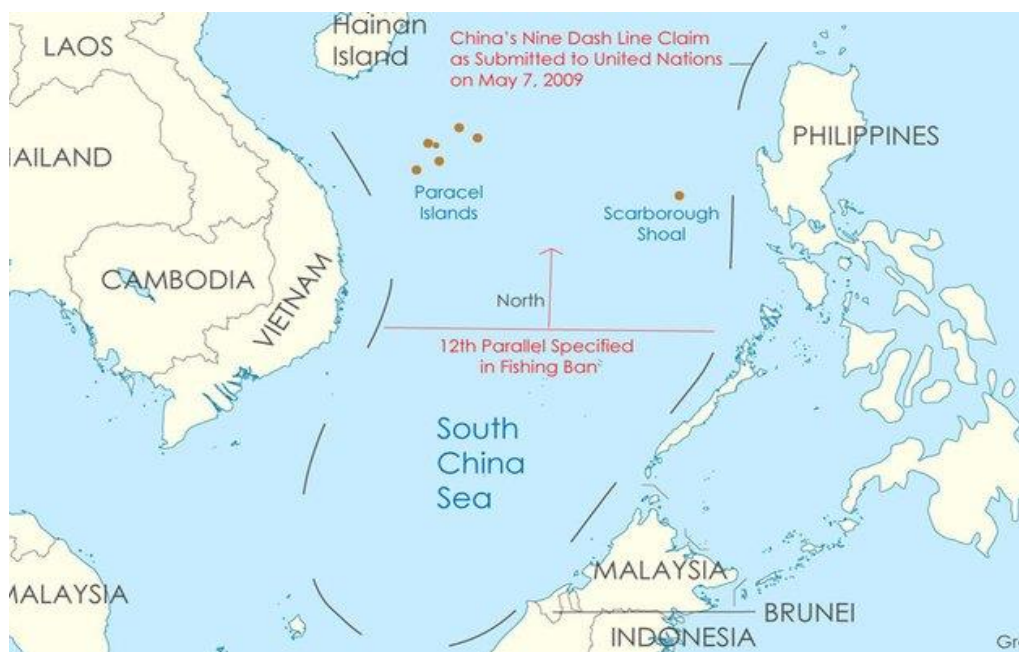 Hainan
Island
LAOS
China's Nine Dash Line Claim
as Submitted to United Nations
on May 7, 2009
AILAND
PHILIPPINES
Paracel
Islands
Scarborough
Shoal
CAMBODIA
VIETNAM
North
12th Parallel Specified
in Fishing Ban
South
China
Sea
MALAYSIA
MALAYSIA
BRUNEI
INDONESIA
Gr